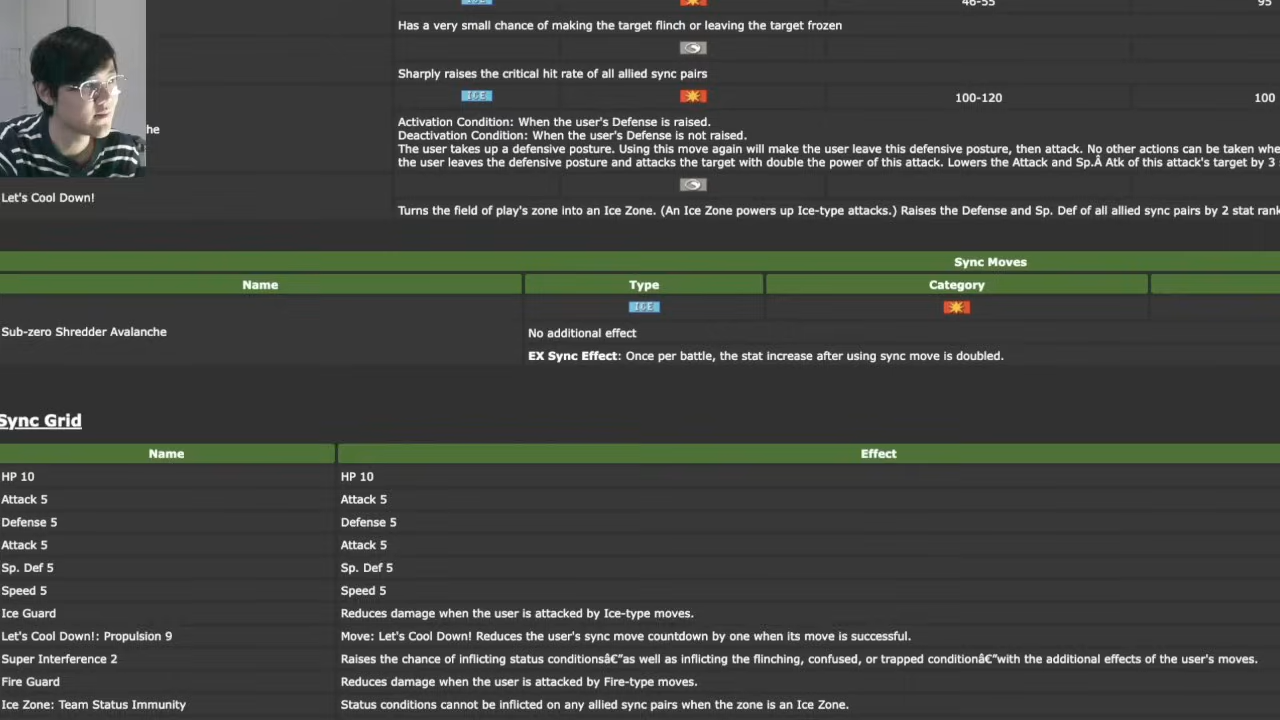 ICE 46-55 95
Has a very small chance of making the target flinch or leaving the target frozen
Sharply raises the critical hit rate of all allied sync pairs
ICE 100-120 100
he
Activation Condition: When the user's Defense is raised.
Deactivation Condition: When the user's Defense is not raised.
The user takes up a defensive posture. Using this move again will make the user leave this defensive posture, then attack. No other actions can be taken whe
the user leaves the defensive posture and attacks the target with double the power of this attack. Lowers the Attack and Sp.Â Atk of this attack's target by 3
Let's Cool Down!
Turns the field of play's zone into an Ice Zone. (An Ice Zone powers up Ice-type attacks.) Raises the Defense and Sp. Def of all allied sync pairs by 2 stat rank
Sync Moves
Name Type Category
ICE
Sub-zero Shredder Avalanche
No additional effect
EX Sync Effect: Once per battle, the stat increase after using sync move is doubled.
Sync Grid
Name Effect
HP 10 HP 10
Attack 5 Attack 5
Defense 5 Defense 5
Attack 5 Attack 5
Sp. Def 5 Sp. Def 5
Speed 5 Speed 5
Ice Guard Reduces damage when the user is attacked by Ice-type moves.
Let's Cool Down!: Propulsion 9 Move: Let's Cool Down! Reduces the user's sync move countdown by one when its move is successful.
Super Interference 2 Raises the chance of inflicting status conditionsâ€"as well as inflicting the flinching, confused, or trapped conditionâ€"with the additional effects of the user's moves.
Fire Guard Reduces damage when the user is attacked by Fire-type moves.
Ice Zone: Team Status Immunity Status conditions cannot be inflicted on any allied sync pairs when the zone is an Ice Zone.